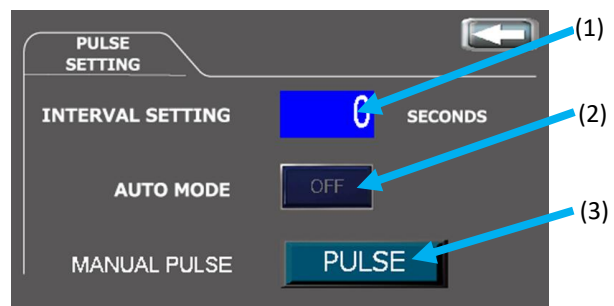 PULSE
SETTING
(1)
INTERVAL SETTING 0 SECONDS
(2)
AUTO MODE OFF
(3)
MANUAL PULSE PULSE